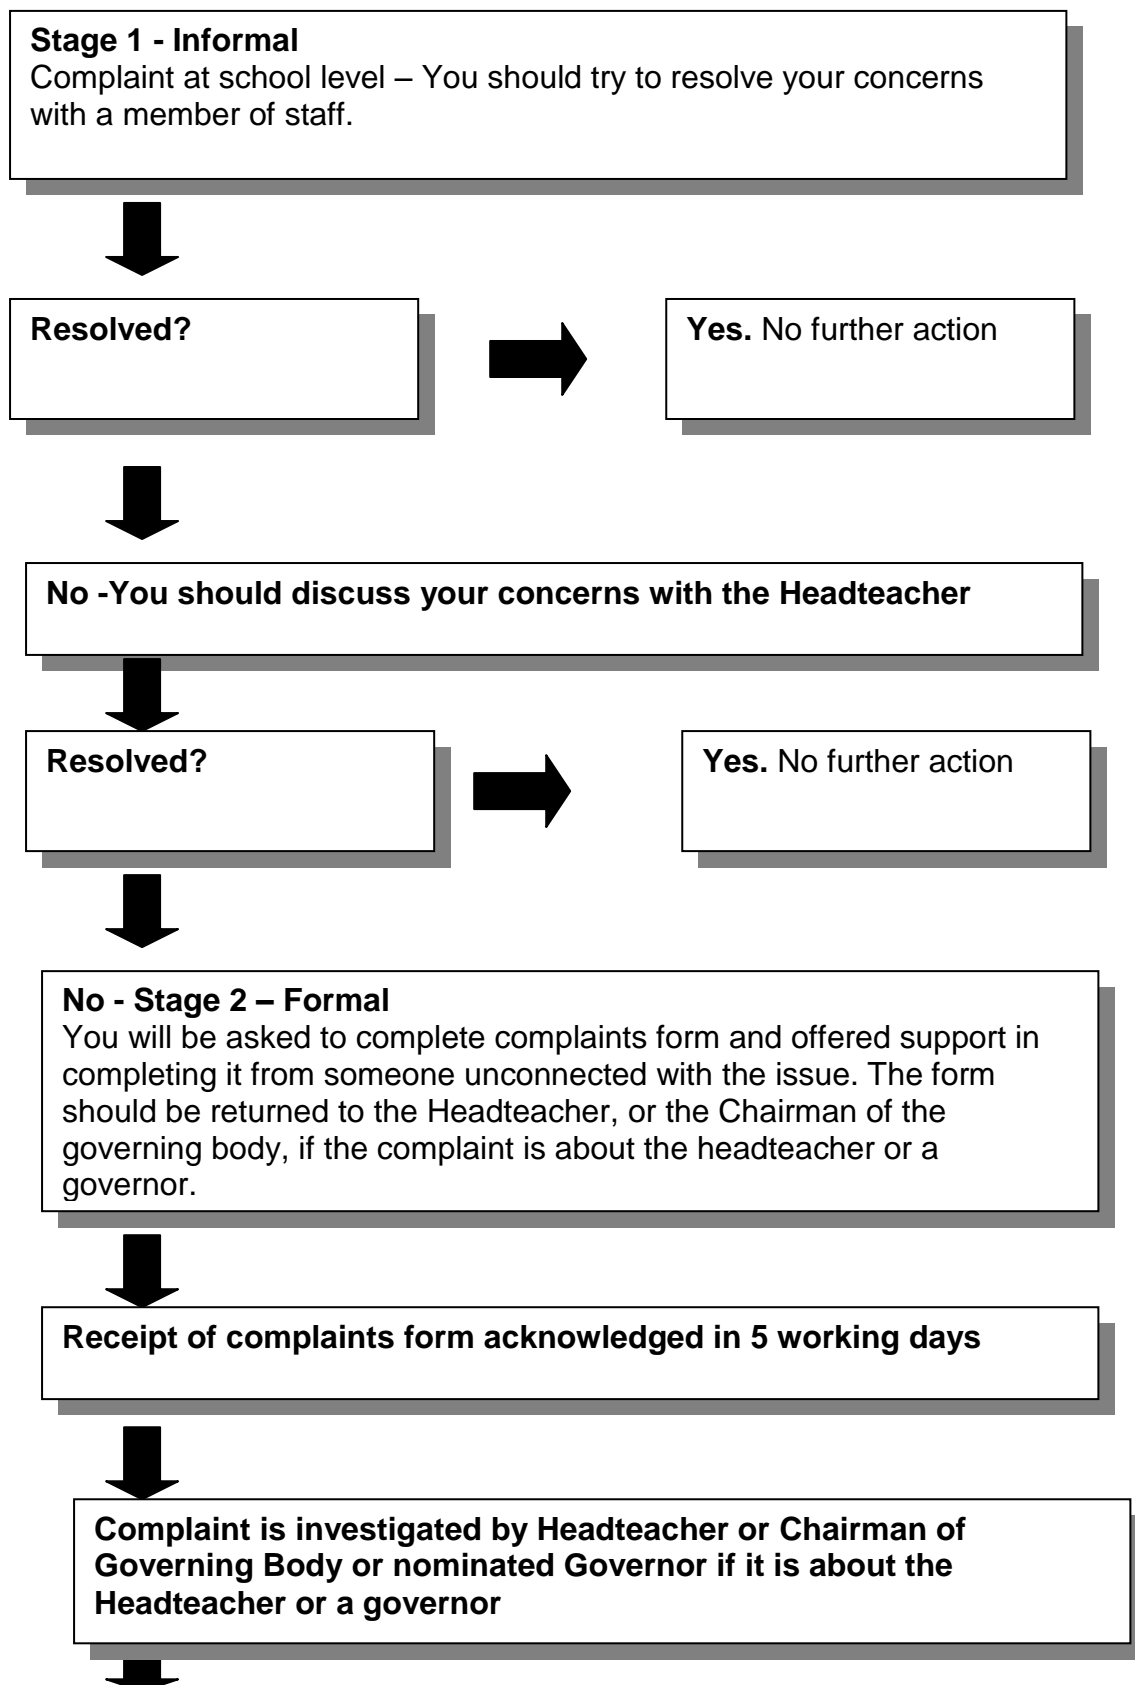 Stage 1 - Informal
Complaint at school level – You should try to resolve your concerns
with a member of staff.
Resolved?
Yes. No further action
No -You should discuss your concerns with the Headteacher
Resolved?
Yes. No further action
No - Stage 2 – Formal
You will be asked to complete complaints form and offered support in
completing it from someone unconnected with the issue. The form
should be returned to the Headteacher, or the Chairman of the
governing body, if the complaint is about the headteacher or a
governor.
Receipt of complaints form acknowledged in 5 working days
Complaint is investigated by Headteacher or Chairman of
Governing Body or nominated Governor if it is about the
Headteacher or a governor